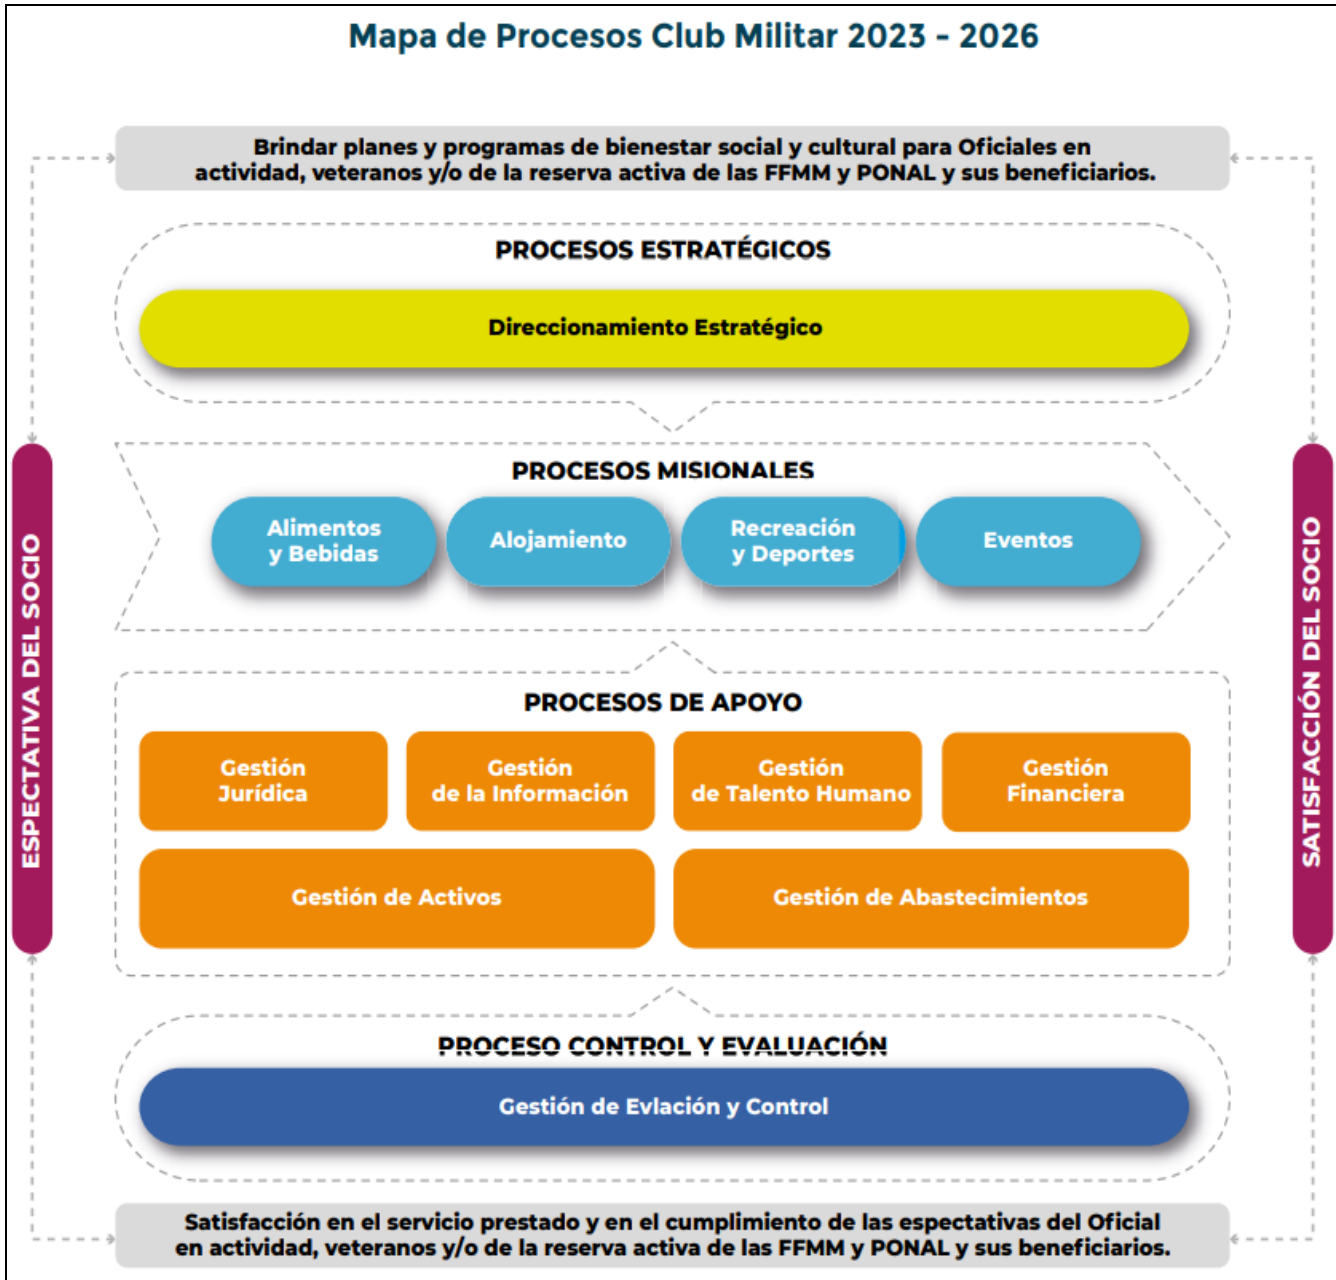 Mapa de Procesos Club Militar 2023 - 2026
Brindar planes y programas de bienestar social y cultural para Oficiales en
actividad, veteranos y/o de la reserva activa de las FFMM y PONAL y sus beneficiarios.
PROCESOS ESTRATÉGICOS
Direccionamiento Estratégico
PROCESOS MISIONALES
Alimentos
y Bebidas
Alojamiento
Recreación
y Deportes
Eventos
ESPECTATIVA DEL SOCIO
SATISFACCIÓN DEL SOCIO
PROCESOS DE APOYO
Gestión
Jurídica
Gestión
de la Información
Gestión
de Talento Humano
Gestión
Financiera
Gestión de Activos
Gestión de Abastecimientos
PROCESO CONTROL Y EVALUACIÓN
Gestión de Evlación y Control
Satisfacción en el servicio prestado y en el cumplimiento de las espectativas del Oficial
en actividad, veteranos y/o de la reserva activa de las FFMM y PONAL y sus beneficiarios.